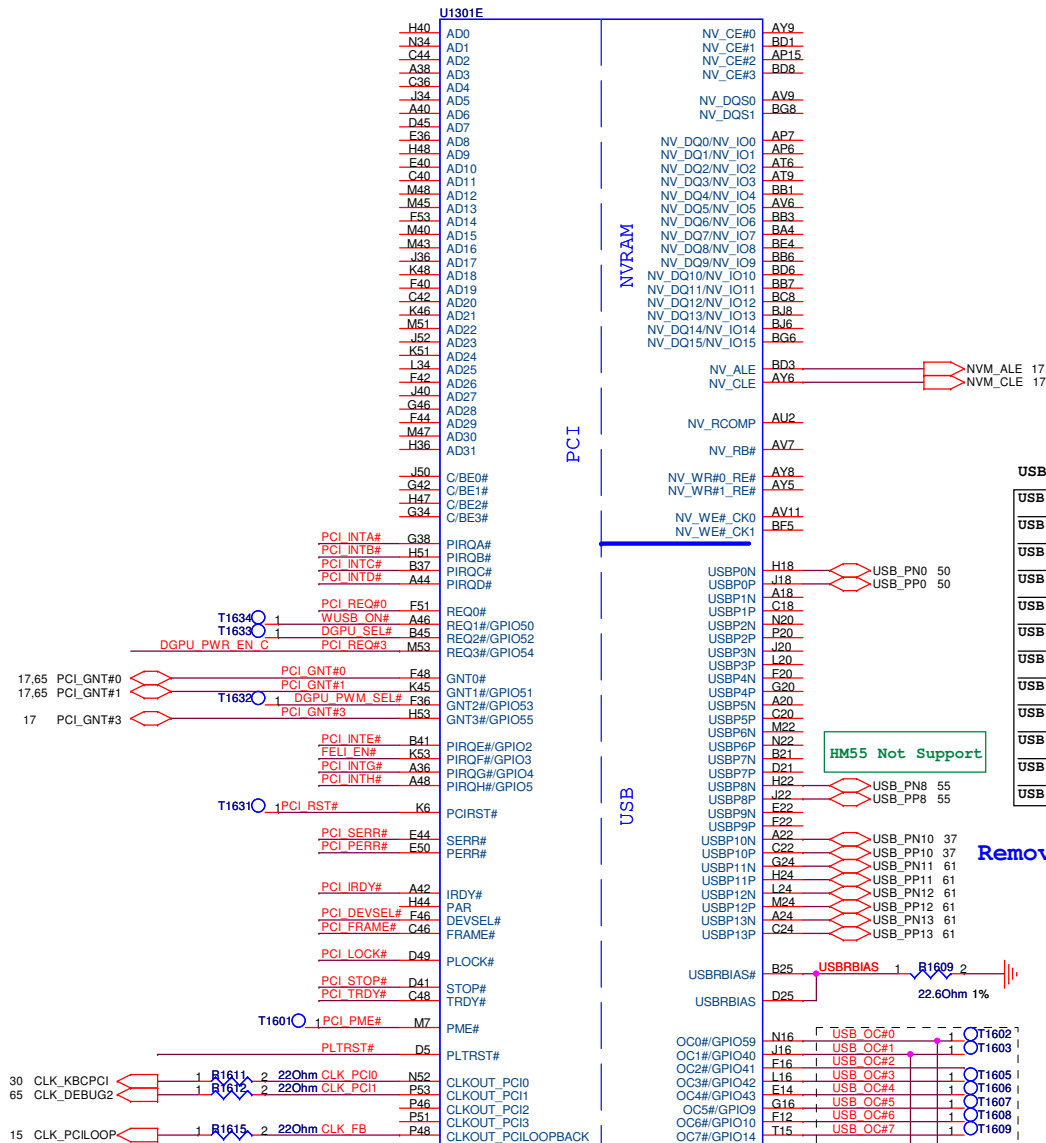 U1301E
H40 AD0
N34 AD1
C44 AD2
A38 AD3
C36 AD4
J34 AD5
A40 AD6
D45 AD7
E36 AD8
H48 AD9
E40 AD10
C40 AD11
M48 AD12
M45 AD13
F53 AD14
M40 AD15
M43 AD16
J36 AD17
K48 AD18
F40 AD19
C42 AD20
K46 AD21
M51 AD22
J52 AD23
K51 AD24
L34 AD25
F42 AD26
J40 AD27
G46 AD28
F44 AD29
M47 AD30
H36 AD31
J50 C/BE0#
G42 C/BE1#
H47 C/BE2#
G34 C/BE3#
PCI_INTA# G38 PIRQA#
PCI_INTB# H51 PIRQB#
PCI_INTC# B37 PIRQC#
PCI_INTD# A44 PIRQD#
PCI_REQ#0 F51 REQ0#
T1634 1 WUSB_ON# A46 REQ1#/GPIO50
T1633 1 DGPU_SEL# B45 REQ2#/GPIO52
DGPU_PWR_EN_C PCI_REQ#3 M53 REQ3#/GPIO54
17,65 PCI_GNT#0 PCI_GNT#0 F48 GNT0#
17,65 PCI_GNT#1 PCI_GNT#1 K45 GNT1#/GPIO51
T1632 1 DGPU_PWM_SEL# F36 GNT2#/GPIO53
17 PCI_GNT#3 PCI_GNT#3 H53 GNT3#/GPIO55
PCI_INTE# B41 PIRQE#/GPIO2
FELI_EN# K53 PIRQF#/GPIO3
PCI_INTG# A36 PIRQG#/GPIO4
PCI_INTH# A48 PIRQH#/GPIO5
T1631 1 PCI_RST# K6 PCIRST#
PCI_SERR# E44 SERR#
PCI_PERR# E50 PERR#
PCI_IRDY# A42 IRDY#
H44 PAR
PCI_DEVSEL# F46 DEVSEL#
PCI_FRAME# C46 FRAME#
PCI_LOCK# D49 PLOCK#
PCI_STOP# D41 STOP#
PCI_TRDY# C48 TRDY#
T1601 1 PCI_PME# M7 PME#
PLTRST# D5 PLTRST#
30 CLK_KBCPCI 1 R1611 2 22Ohm CLK_PCI0 N52 CLKOUT_PCI0
65 CLK_DEBUG2 1 R1612 2 22Ohm CLK_PCI1 P53 CLKOUT_PCI1
P46 CLKOUT_PCI2
P51 CLKOUT_PCI3
15 CLK_PCILOOP 1 R1615 2 22Ohm CLK_FB P48 CLKOUT_PCILOOPBACK
PCI
NVRAM
USB
NV_CE#0 AY9
NV_CE#1 BD1
NV_CE#2 AP15
NV_CE#3 BD8
NV_DQS0 AV9
NV_DQS1 BG8
NV_DQ0/NV_IO0 AP7
NV_DQ1/NV_IO1 AP6
NV_DQ2/NV_IO2 AT6
NV_DQ3/NV_IO3 AT9
NV_DQ4/NV_IO4 BB1
NV_DQ5/NV_IO5 AV6
NV_DQ6/NV_IO6 BB3
NV_DQ7/NV_IO7 BA4
NV_DQ8/NV_IO8 BE4
NV_DQ9/NV_IO9 BB6
NV_DQ10/NV_IO10 BD6
NV_DQ11/NV_IO11 BB7
NV_DQ12/NV_IO12 BC8
NV_DQ13/NV_IO13 BJ8
NV_DQ14/NV_IO14 BJ6
NV_DQ15/NV_IO15 BG6
NV_ALE BD3 NVM_ALE 17
NV_CLE AY6 NVM_CLE 17
NV_RCOMP AU2
NV_RB# AV7
NV_WR#0_RE# AY8
NV_WR#1_RE# AY5
NV_WE#_CK0 AV11
NV_WE#_CK1 BF5
USBP0N H18 USB_PN0 50
USBP0P J18 USB_PP0 50
USBP1N A18
USBP1P C18
USBP2N N20
USBP2P P20
USBP3N J20
USBP3P L20
USBP4N F20
USBP4P G20
USBP5N A20
USBP5P C20
USBP6N M22
USBP6P N22
USBP7N B21
USBP7P D21
HM55 Not Support
USBP8N H22 USB_PN8 55
USBP8P J22 USB_PP8 55
USBP9N E22
USBP9P F22
USBP10N A22 USB_PN10 37
USBP10P C22 USB_PP10 37
USBP11N G24 USB_PN11 61
USBP11P H24 USB_PP11 61
USBP12N L24 USB_PN12 61
USBP12P M24 USB_PP12 61
USBP13N A24 USB_PN13 61
USBP13P C24 USB_PP13 61
USBRBIAS# B25 USBRBIAS 1 R1609 2
22.6Ohm 1%
USBRBIAS D25
OC0#/GPIO59 N16 USB_OC#0 1 T1602
OC1#/GPIO40 J16 USB_OC#1 1 T1603
OC2#/GPIO41 F16 USB_OC#2
OC3#/GPIO42 L16 USB_OC#3 1 T1605
OC4#/GPIO43 E14 USB_OC#4 1 T1606
OC5#/GPIO9 G16 USB_OC#5 1 T1607
OC6#/GPIO10 F12 USB_OC#6 1 T1608
OC7#/GPIO14 T15 USB_OC#7 1 T1609
USB
USB
USB
USB
USB
USB
USB
USB
USB
USB
USB
USB
USB
Remov